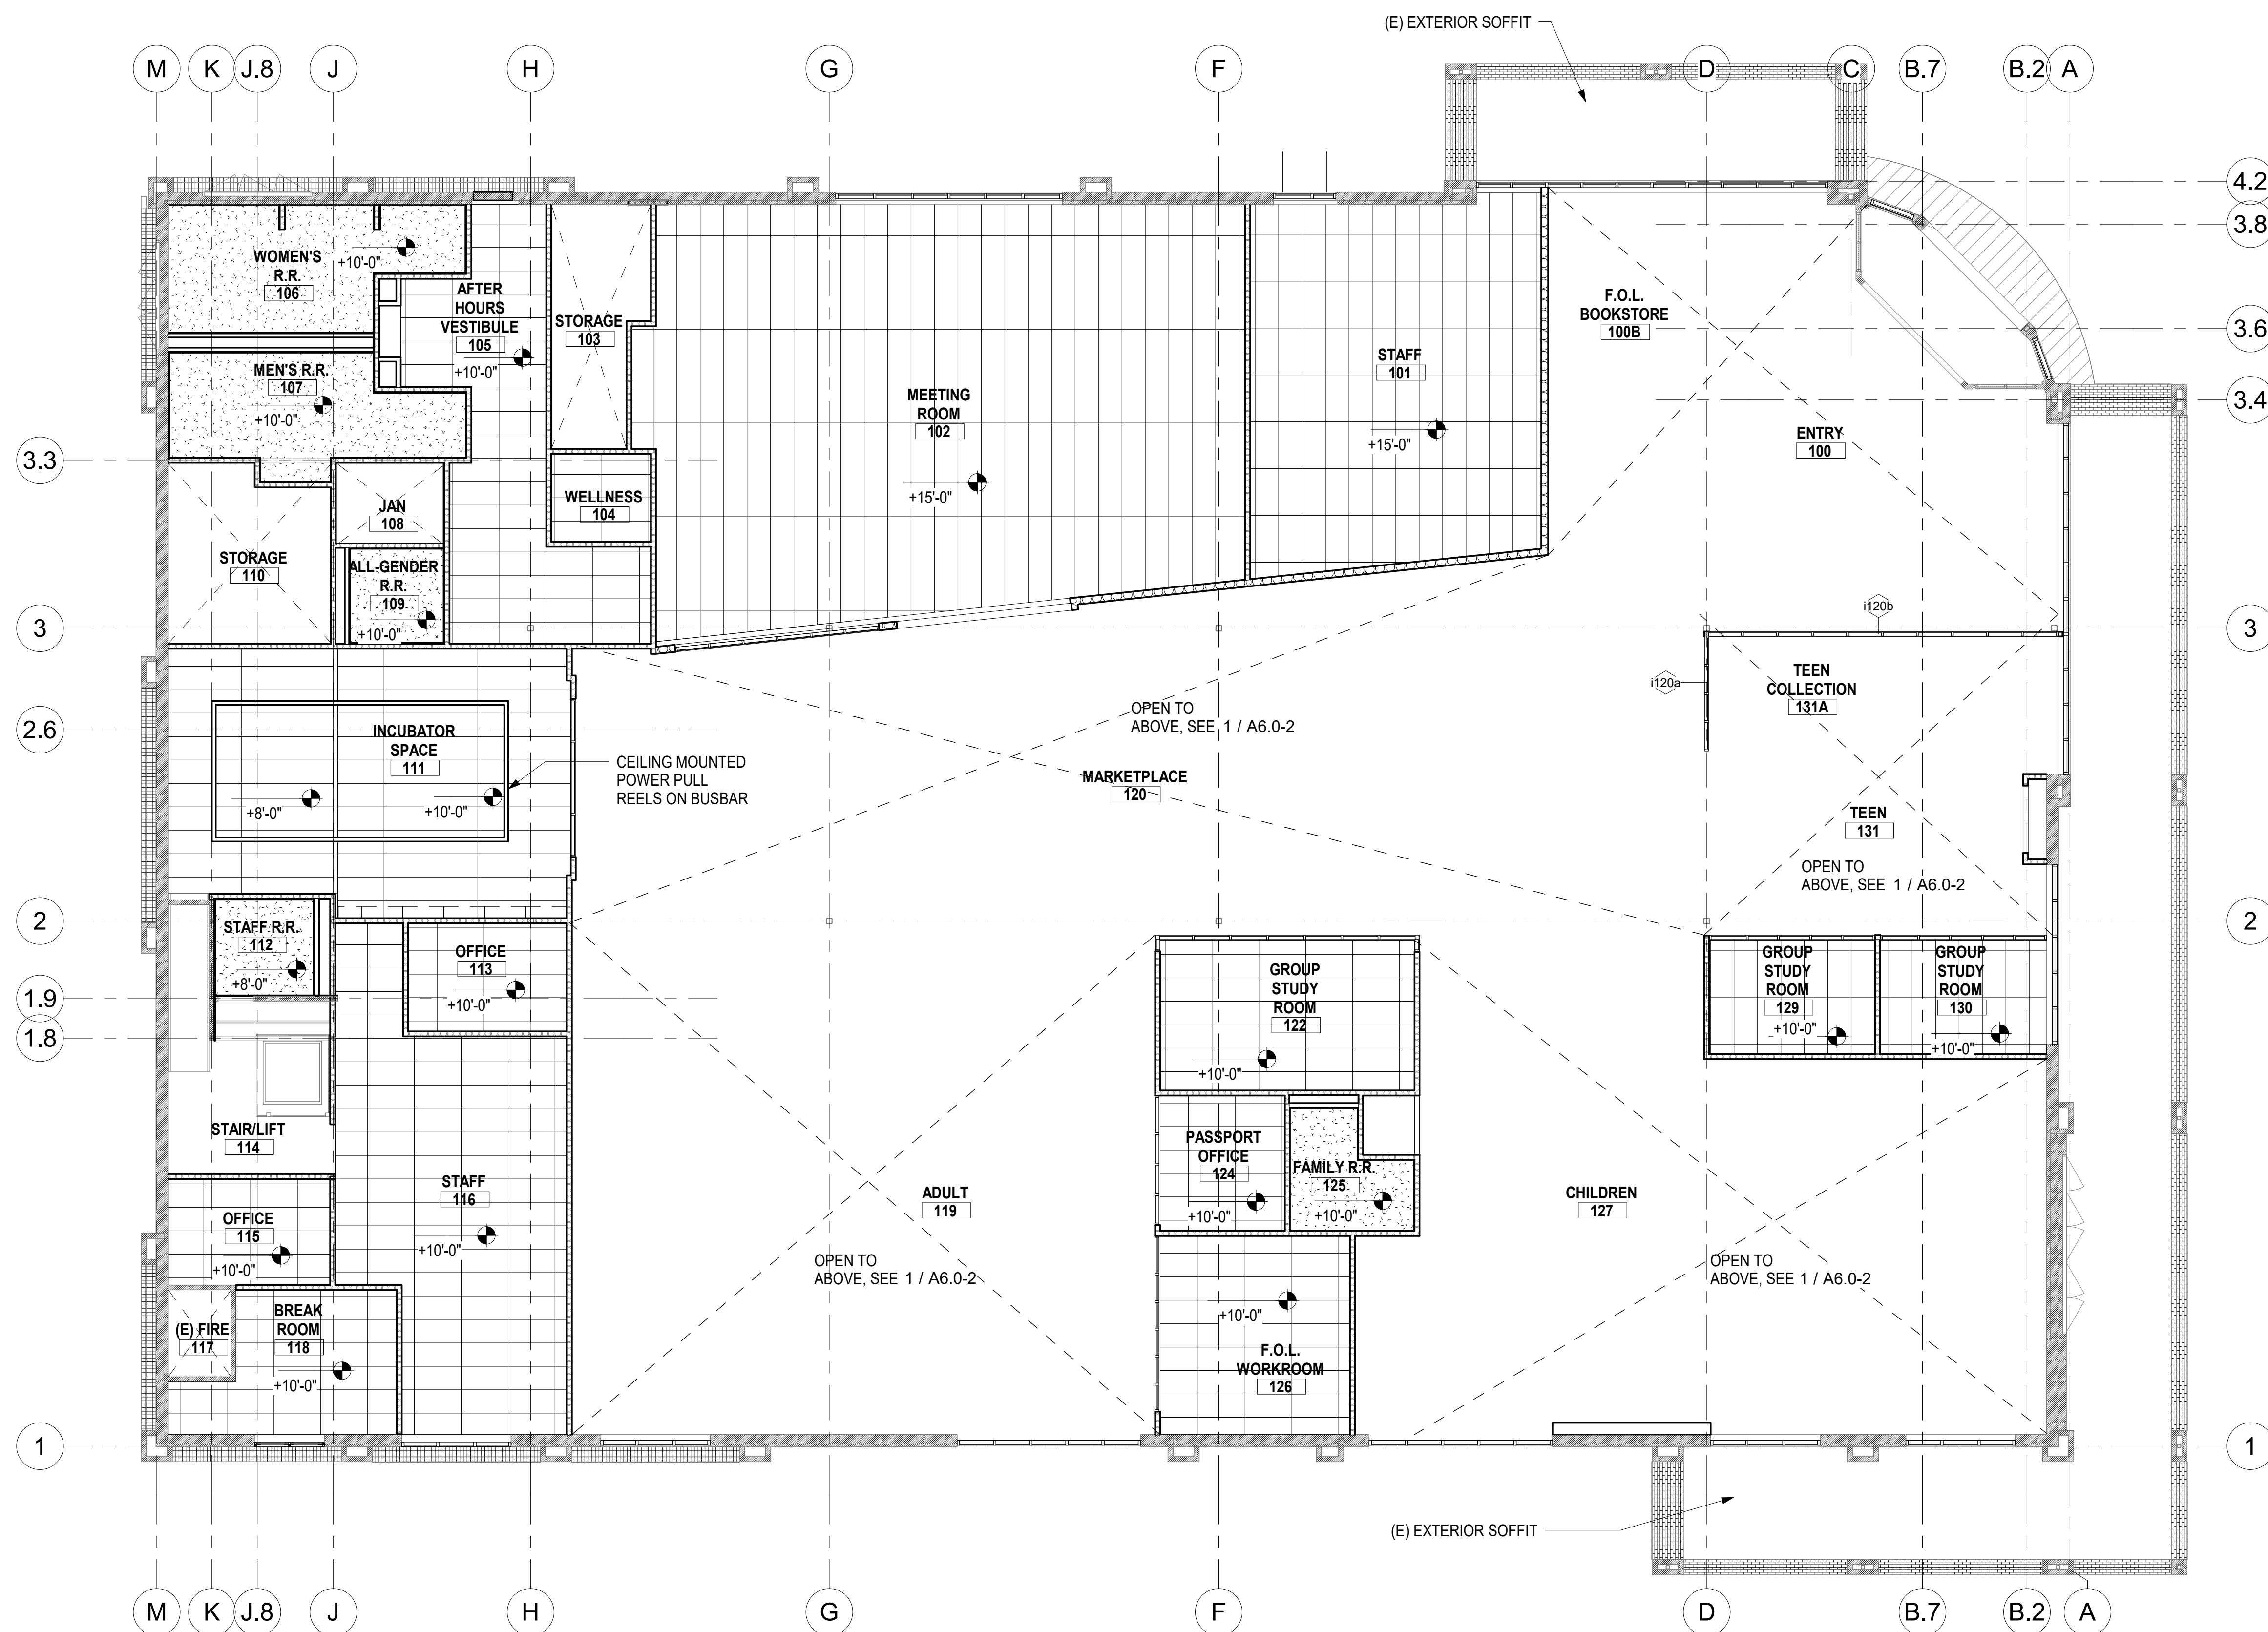 (E) EXTERIOR SOFFIT
M
K
J.8
J
H
G
F
D
C
B.7
B.2
A
4.2
3.8
3.6
3.4
3.3
3
3
2.6
2
2
1.9
1.8
1
1
WOMEN'S
R.R.
106
+10'-0"
AFTER
HOURS
VESTIBULE
105
+10'-0"
STORAGE
103
MEN'S R.R.
107
+10'-0"
MEETING
ROOM
102
+15'-0"
STAFF
101
+15'-0"
F.O.L.
BOOKSTORE
100B
ENTRY
100
WELLNESS
104
JAN
108
STORAGE
110
ALL-GENDER
R.R.
109
+10'-0"
i120b
i120a
TEEN
COLLECTION
131A
OPEN TO
ABOVE, SEE 1 / A6.0-2
INCUBATOR
SPACE
111
+8'-0"
+10'-0"
CEILING MOUNTED
POWER PULL
REELS ON BUSBAR
MARKETPLACE
120
TEEN
131
OPEN TO
ABOVE, SEE 1 / A6.0-2
STAFF R.R.
112
+8'-0"
OFFICE
113
+10'-0"
GROUP
STUDY
ROOM
122
+10'-0"
GROUP
STUDY
ROOM
129
+10'-0"
GROUP
STUDY
ROOM
130
+10'-0"
STAIR/LIFT
114
PASSPORT
OFFICE
124
+10'-0"
FAMILY R.R.
125
+10'-0"
STAFF
116
+10'-0"
ADULT
119
CHILDREN
127
OFFICE
115
+10'-0"
OPEN TO
ABOVE, SEE 1 / A6.0-2
OPEN TO
ABOVE, SEE 1 / A6.0-2
(E) FIRE
117
BREAK
ROOM
118
+10'-0"
+10'-0"
F.O.L.
WORKROOM
126
(E) EXTERIOR SOFFIT
M
K
J.8
J
H
G
F
D
B.7
B.2
A